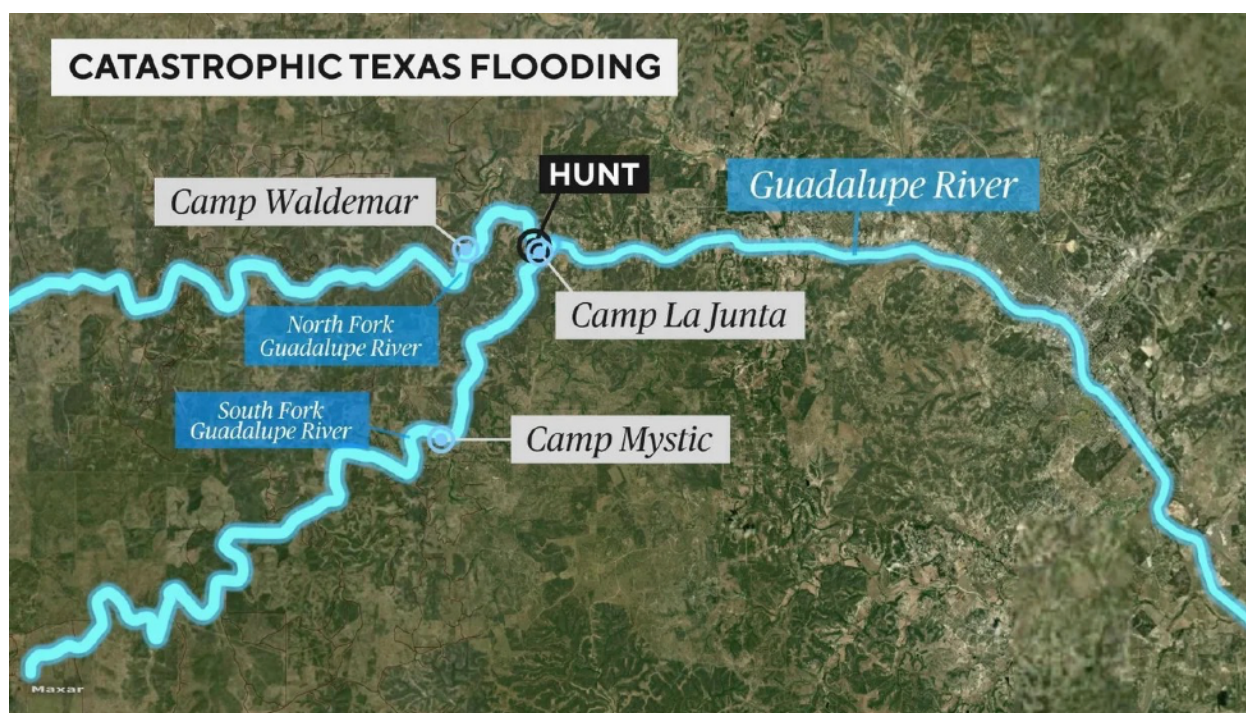 CATASTROPHIC TEXAS FLOODING
HUNT
Camp Waldemar
Guadalupe River
North Fork
Guadalupe River
Camp La Junta
South Fork
Guadalupe River
Camp Mystic
Maxar